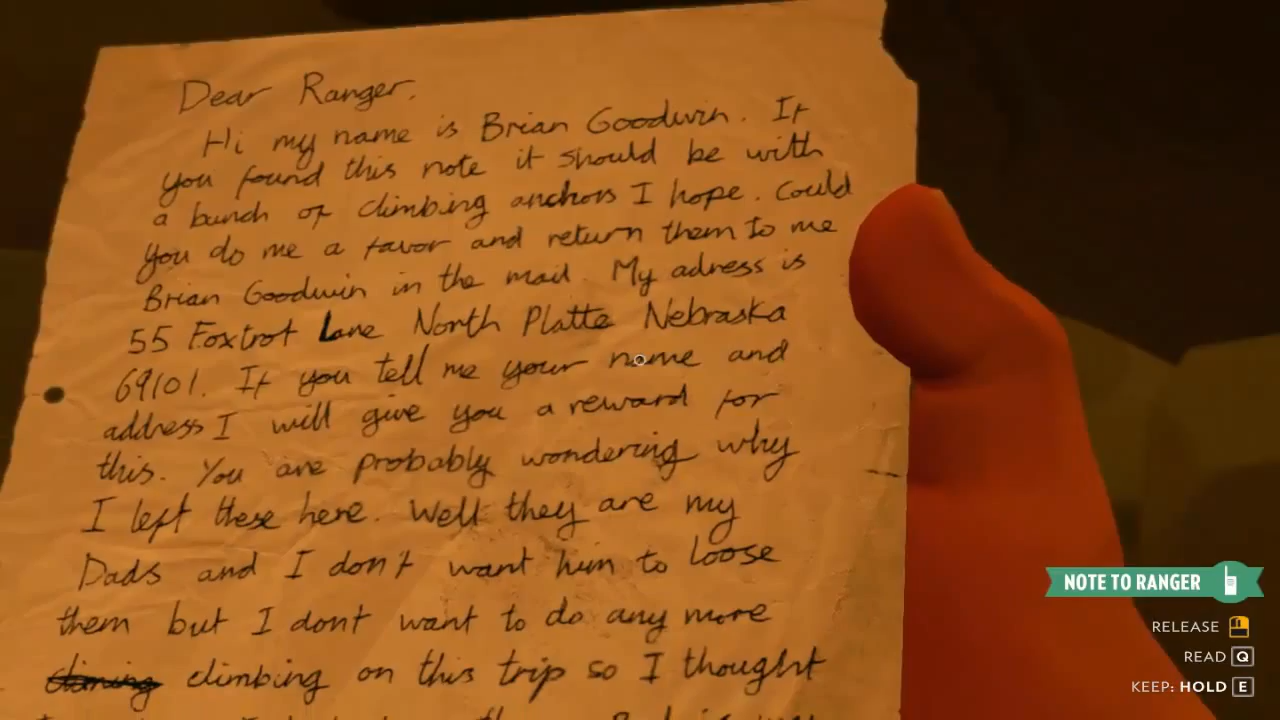 Dear Ranger,
Hi my name is Brian Goodwin. If
you found this note it should be with
a bunch of climbing anchors I hope. Could
you do me a favor and return them to me
Brian Goodwin in the mail. My adress is
55 Foxtrot Lane North Platte Nebraska
69101. If you tell me your name and
address I will give you a reward for
this. You are probably wondering why
I left these here. Well they are my
Dads and I don't want him to loose
them but I dont want to do any more
climbing on this trip so I thought
NOTE TO RANGER
RELEASE
READ Q
KEEP: HOLD E